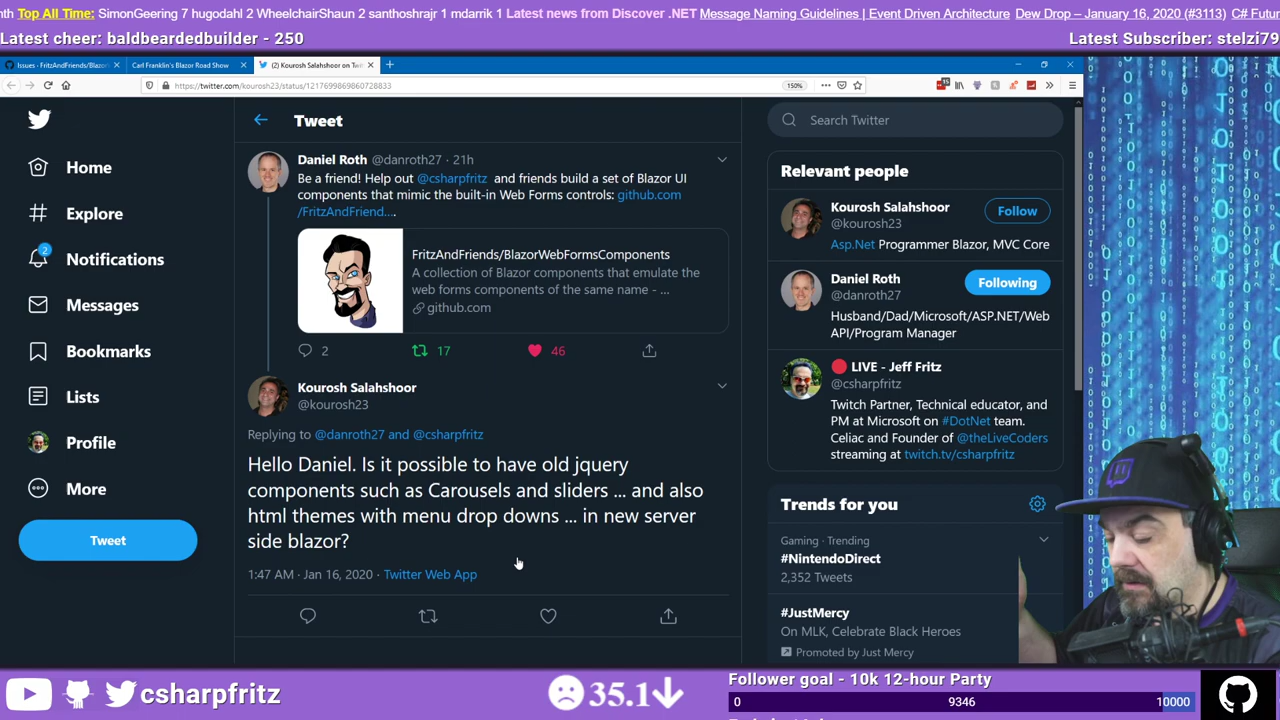 Top All Time: SimonGeering 7 hugodahl 2 WheelchairShaun 2 santhoshrajr 1 mdarrik 1 Latest news from Discover .NET Message Naming Guidelines | Event Driven Architecture Dew Drop – January 16, 2020 (#3113) C# Futur
Latest cheer: baldbeardedbuilder - 250
Latest Subscriber: stelzi79
Issues - FritzAndFriends/Blazor
Carl Franklin's Blazor Road Show
(2) Kourosh Salahshoor on Twi
https://twitter.com/kourosh23/status/1217699869860728833
150%
15
Home
Explore
2
Notifications
Messages
Bookmarks
Lists
Profile
More
Tweet
Tweet
Daniel Roth @danroth27 · 21h
Be a friend! Help out @csharpfritz and friends build a set of Blazor UI
components that mimic the built-in Web Forms controls: github.com
/FritzAndFriend....
FritzAndFriends/BlazorWebFormsComponents
A collection of Blazor components that emulate the
web forms components of the same name - ...
github.com
2
17
46
Kourosh Salahshoor
@kourosh23
Replying to @danroth27 and @csharpfritz
Hello Daniel. Is it possible to have old jquery
components such as Carousels and sliders ... and also
html themes with menu drop downs ... in new server
side blazor?
1:47 AM · Jan 16, 2020 · Twitter Web App
Search Twitter
Relevant people
Kourosh Salahshoor
@kourosh23
Follow
Asp.Net Programmer Blazor, MVC Core
Daniel Roth
@danroth27
Following
Husband/Dad/Microsoft/ASP.NET/Web
API/Program Manager
LIVE - Jeff Fritz
@csharpfritz
Twitch Partner, Technical educator, and
PM at Microsoft on #DotNet team.
Celiac and Founder of @theLiveCoders
streaming at twitch.tv/csharpfritz
Trends for you
Gaming · Trending
#NintendoDirect
2,352 Tweets
#JustMercy
On MLK, Celebrate Black Heroes
Promoted by Just Mercy
csharpfritz
35.1
Follower goal - 10k 12-hour Party
0
9346
10000